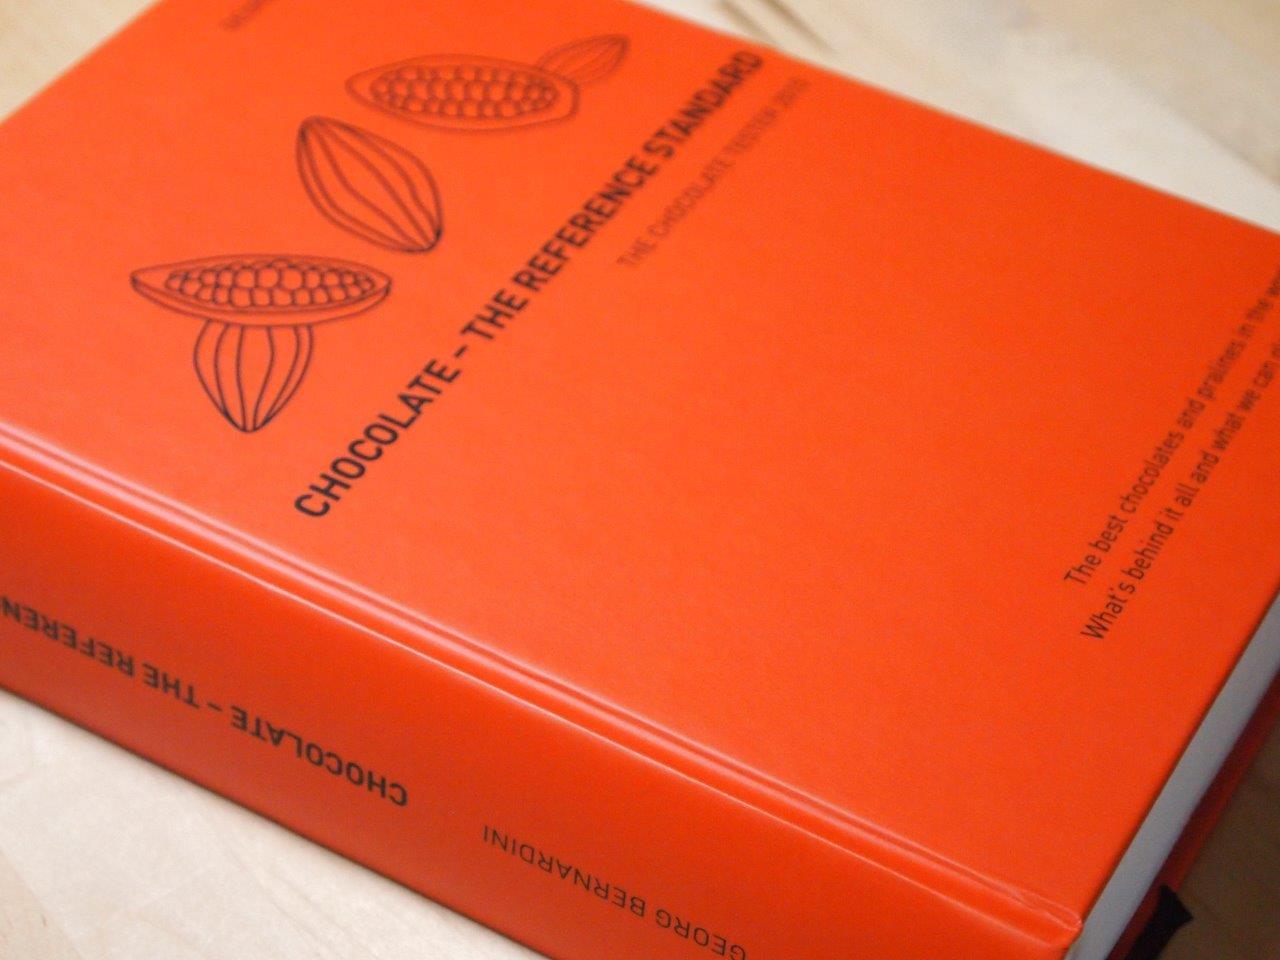 CHOCOLATE – THE REFERENCE STANDARD
THE CHOCOLATE TESTER 2015
The best chocolates and pralines in the
What's behind it all and what we can
GEORG BERNARDINI
CHOCOLATE – THE REFEREN